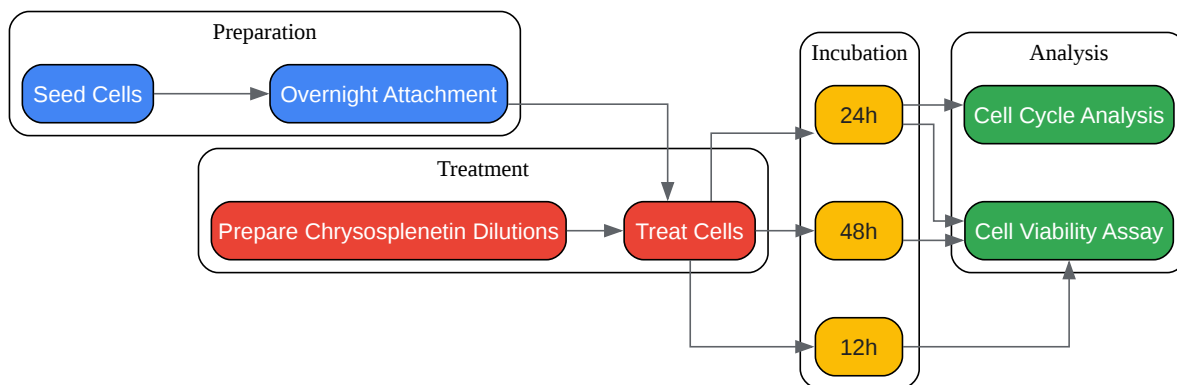 Preparation
Seed Cells
Overnight Attachment
Treatment
Prepare Chrysosplenetin Dilutions
Treat Cells
Incubation
24h
48h
12h
Analysis
Cell Cycle Analysis
Cell Viability Assay